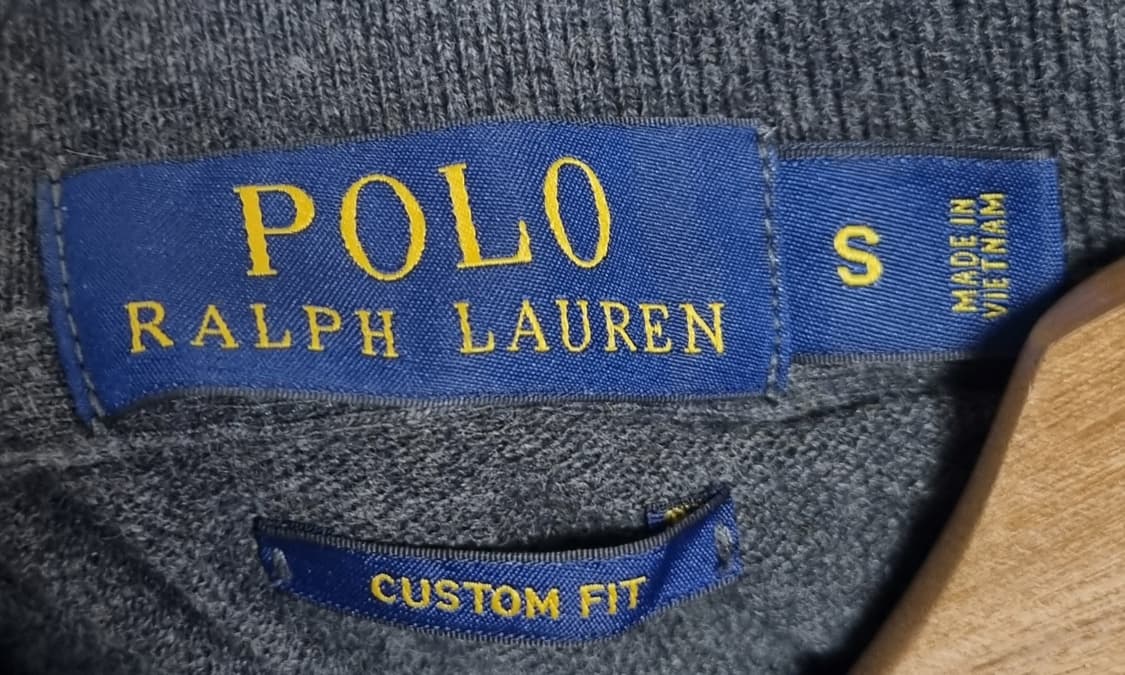 POLO
RALPH LAUREN
S
MADE IN
VIETNAM
CUSTOM FIT